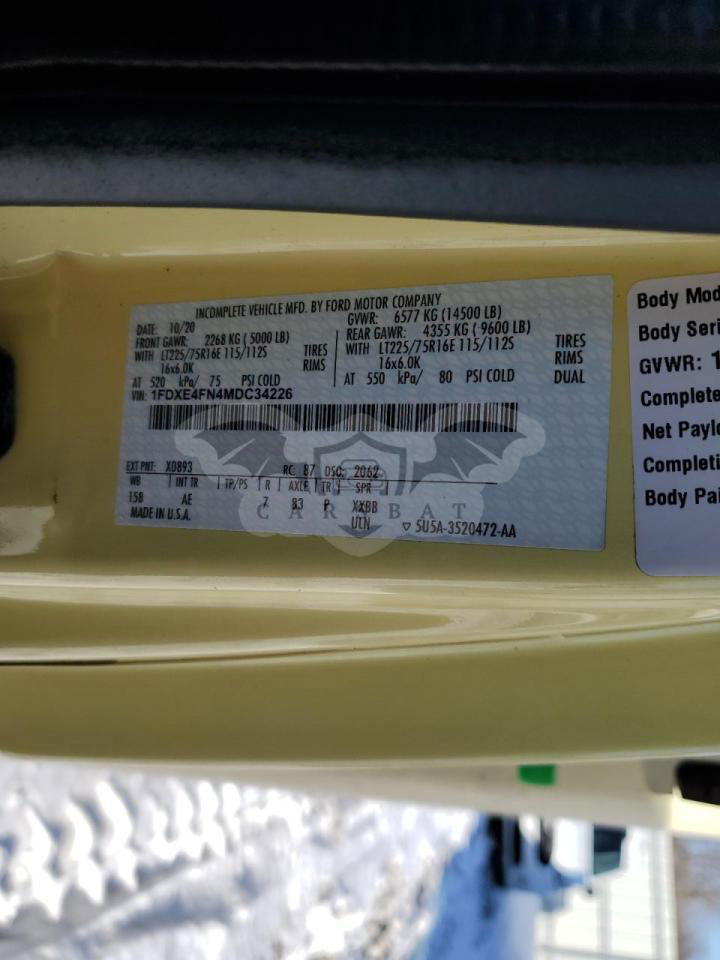 INCOMPLETE VEHICLE MFD. BY FORD MOTOR COMPANY
DATE: 10/20 GVWR: 6577 KG (14500 LB)
FRONT GAWR: 2268 KG (5000 LB) REAR GAWR: 4355 KG (9600 LB)
WITH LT225/75R16E 115/112S TIRES WITH LT225/75R16E 115/112S TIRES
16x6.0K RIMS 16x6.0K RIMS
AT 520 kPa/ 75 PSI COLD AT 550 kPa/ 80 PSI COLD DUAL
VIN: 1FDXE4FN4MDC34226
EXT PNT: XD893 RC: 87 DSO: 2062
WB INT TR TP/PS R AXLE TR SPR
158 AE 7 83 P XXBB
MADE IN U.S.A. UTN ▽ 5U5A-3520472-AA
CAR BAT
Body Mod
Body Seri
GVWR: 1
Complete
Net Paylo
Completi
Body Pai